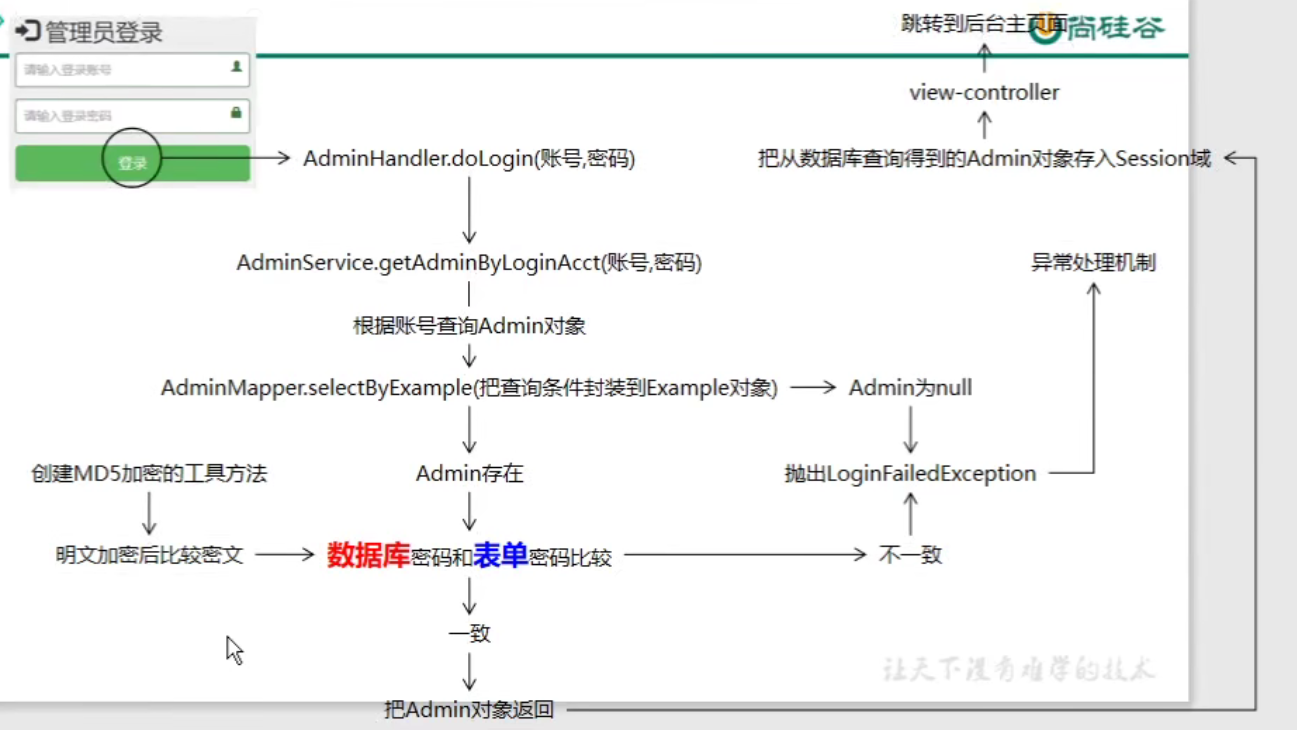 管理员登录
请输入登录账号
请输入登录密码
登录
跳转到后台主页面
尚硅谷
view-controller
AdminHandler.doLogin(账号,密码)
把从数据库查询得到的Admin对象存入Session域
AdminService.getAdminByLoginAcct(账号,密码)
异常处理机制
根据账号查询Admin对象
AdminMapper.selectByExample(把查询条件封装到Example对象)
Admin为null
创建MD5加密的工具方法
Admin存在
抛出LoginFailedException
明文加密后比较密文
数据库密码和表单密码比较
不一致
一致
让天下没有难学的技术
把Admin对象返回